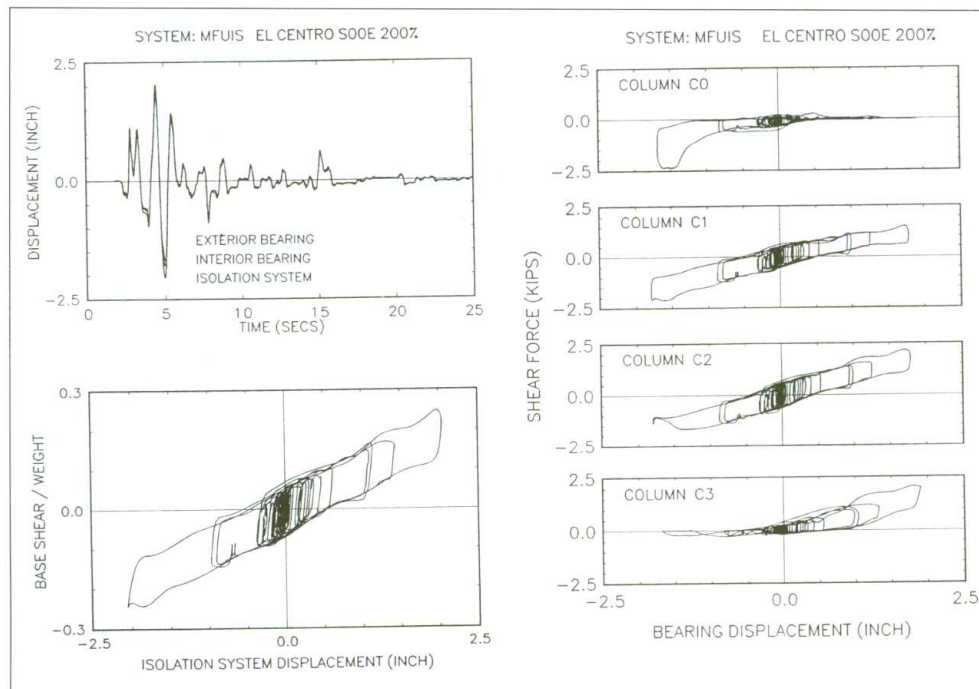 SYSTEM: MFUIS EL CENTRO S00E 200%
2.5
0.0
-2.5
DISPLACEMENT (INCH)
EXTERIOR BEARING
INTERIOR BEARING
ISOLATION SYSTEM
0 5 10 15 20 25
TIME (SECS)
0.3
0.0
-0.3
BASE SHEAR / WEIGHT
-2.5 0.0 2.5
ISOLATION SYSTEM DISPLACEMENT (INCH)
SYSTEM: MFUIS EL CENTRO S00E 200%
SHEAR FORCE (KIPS)
2.5
COLUMN C0
0.0
-2.5
2.5
COLUMN C1
0.0
-2.5
2.5
COLUMN C2
0.0
-2.5
2.5
COLUMN C3
0.0
-2.5
-2.5 0.0 2.5
BEARING DISPLACEMENT (INCH)